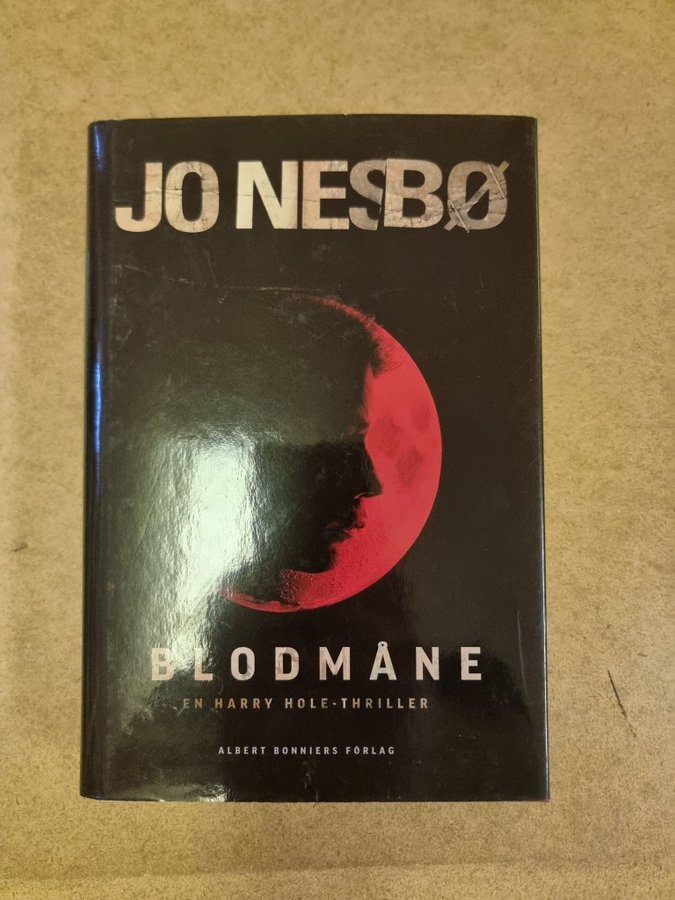 JO NESBØ
BLODMÅNE
EN HARRY HOLE-THRILLER
ALBERT BONNIERS FÖRLAG